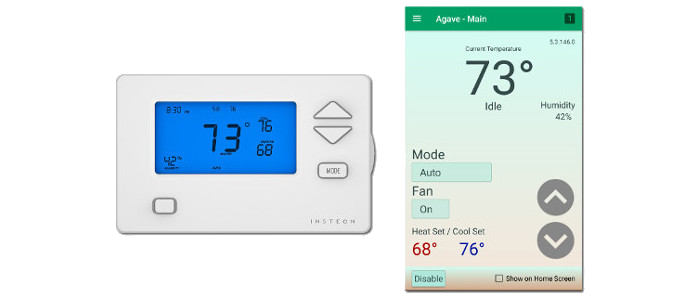 8:30 PM
73°
76
68
42%
MODE
INSTEON
Agave - Main
1
5.3.146.0
Current Temperature
73°
Idle
Humidity
42%
Mode
Auto
Fan
On
Heat Set / Cool Set
68° 76°
Disable
Show on Home Screen